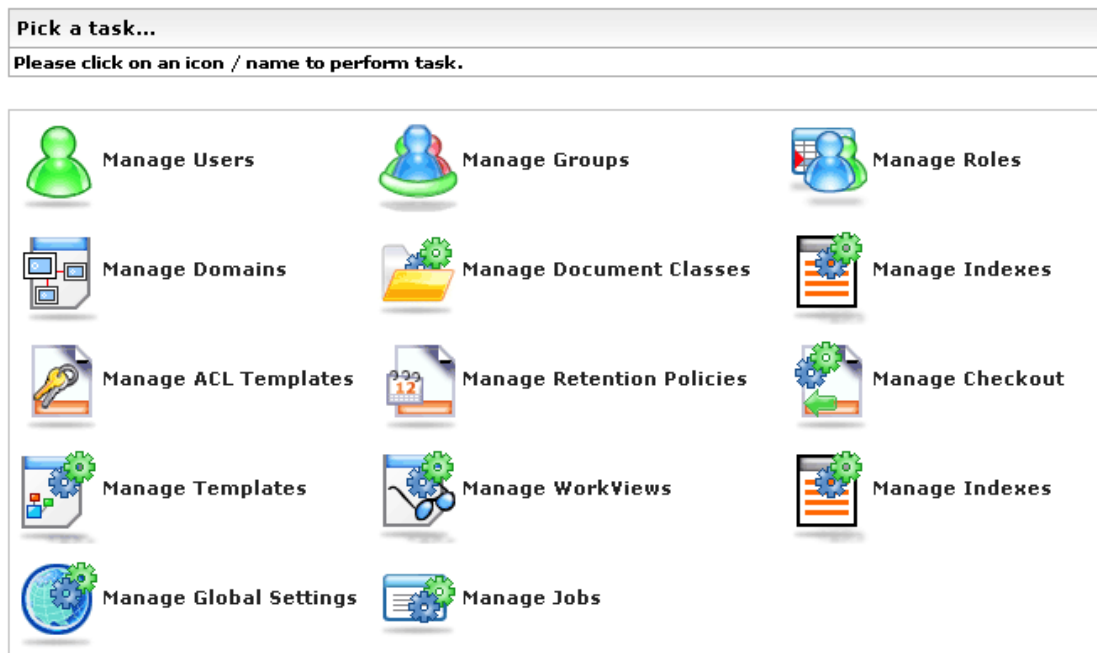 Pick a task...
Please click on an icon / name to perform task.
Manage Users
Manage Groups
Manage Roles
Manage Domains
Manage Document Classes
Manage Indexes
Manage ACL Templates
12
Manage Retention Policies
Manage Checkout
Manage Templates
Manage WorkViews
Manage Indexes
Manage Global Settings
Manage Jobs